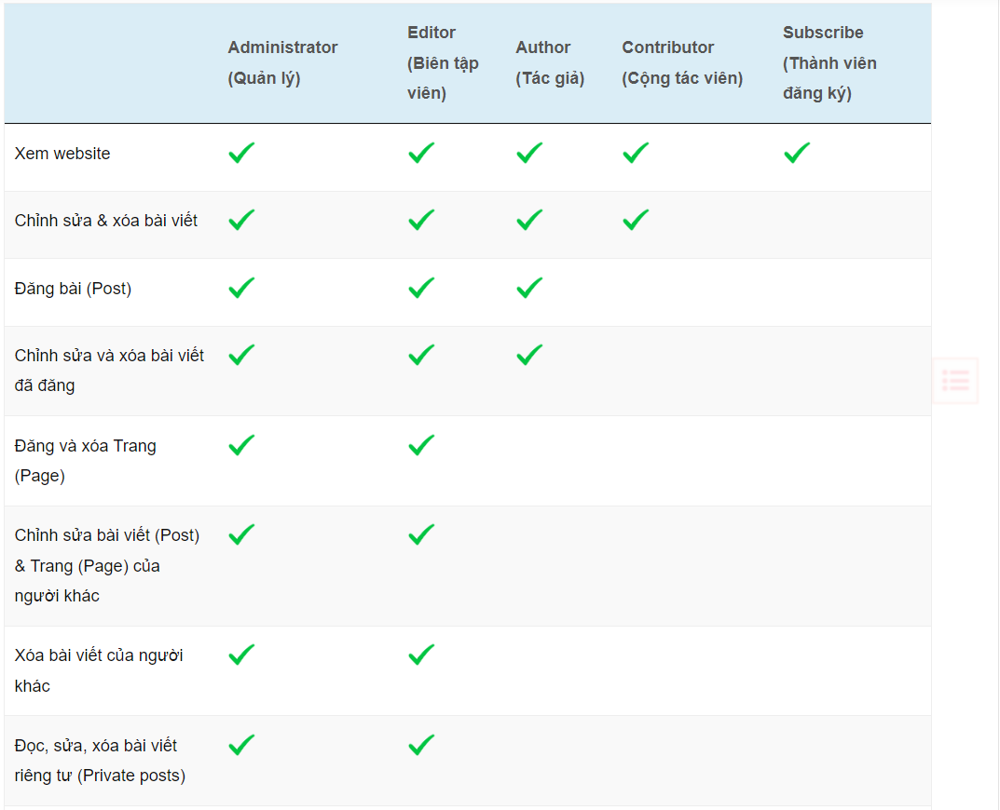 Administrator
(Quản lý)
Editor
(Biên tập
viên)
Author
(Tác giả)
Contributor
(Cộng tác viên)
Subscribe
(Thành viên
đăng ký)
Xem website
Chỉnh sửa & xóa bài viết
Đăng bài (Post)
Chỉnh sửa và xóa bài viết
đã đăng
Đăng và xóa Trang
(Page)
Chỉnh sửa bài viết (Post)
& Trang (Page) của
người khác
Xóa bài viết của người
khác
Đọc, sửa, xóa bài viết
riêng tư (Private posts)